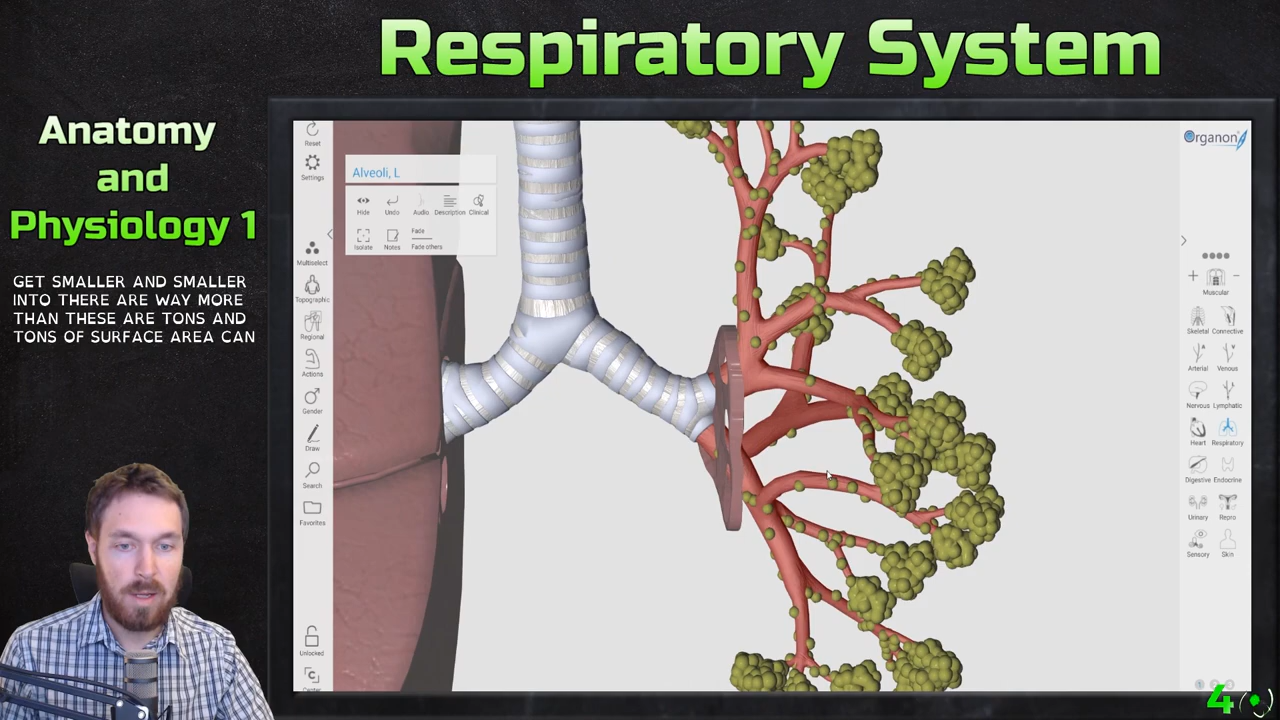 Respiratory System
Anatomy
and
Physiology 1
GET SMALLER AND SMALLER
INTO THERE ARE WAY MORE
THAN THESE ARE TONS AND
TONS OF SURFACE AREA CAN
Reset
Settings
Multiselect
Topographic
Regional
Actions
Gender
Draw
Search
Favorites
Unlocked
Center
Alveoli, L
Hide Undo Audio Description Clinical
Isolate Notes Fade
Fade others
Organon
Muscular
Skeletal Connective
Arterial Venous
Nervous Lymphatic
Heart Respiratory
Digestive Endocrine
Urinary Repro
Sensory Skin
4